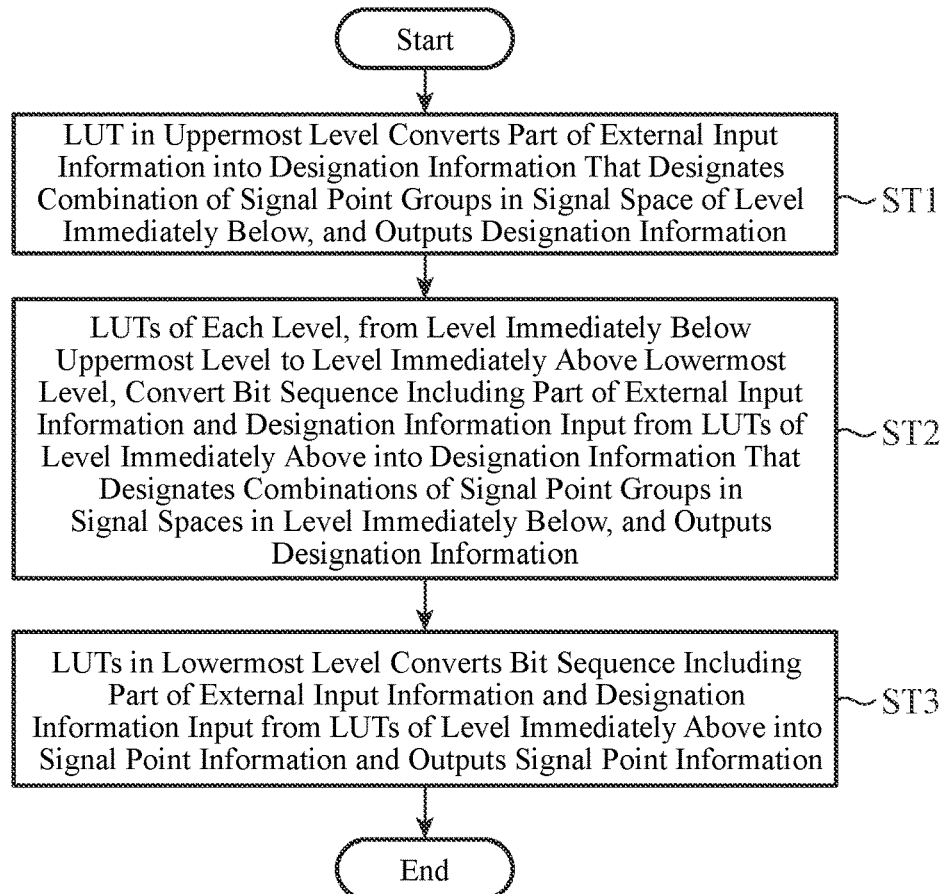 Start
LUT in Uppermost Level Converts Part of External Input
Information into Designation Information That Designates
Combination of Signal Point Groups in Signal Space of Level
Immediately Below, and Outputs Designation Information
ST1
LUTs of Each Level, from Level Immediately Below
Uppermost Level to Level Immediately Above Lowermost
Level, Convert Bit Sequence Including Part of External Input
Information and Designation Information Input from LUTs of
Level Immediately Above into Designation Information That
Designates Combinations of Signal Point Groups in
Signal Spaces in Level Immediately Below, and Outputs
Designation Information
ST2
LUTs in Lowermost Level Converts Bit Sequence Including
Part of External Input Information and Designation
Information Input from LUTs of Level Immediately Above into
Signal Point Information and Outputs Signal Point Information
ST3
End